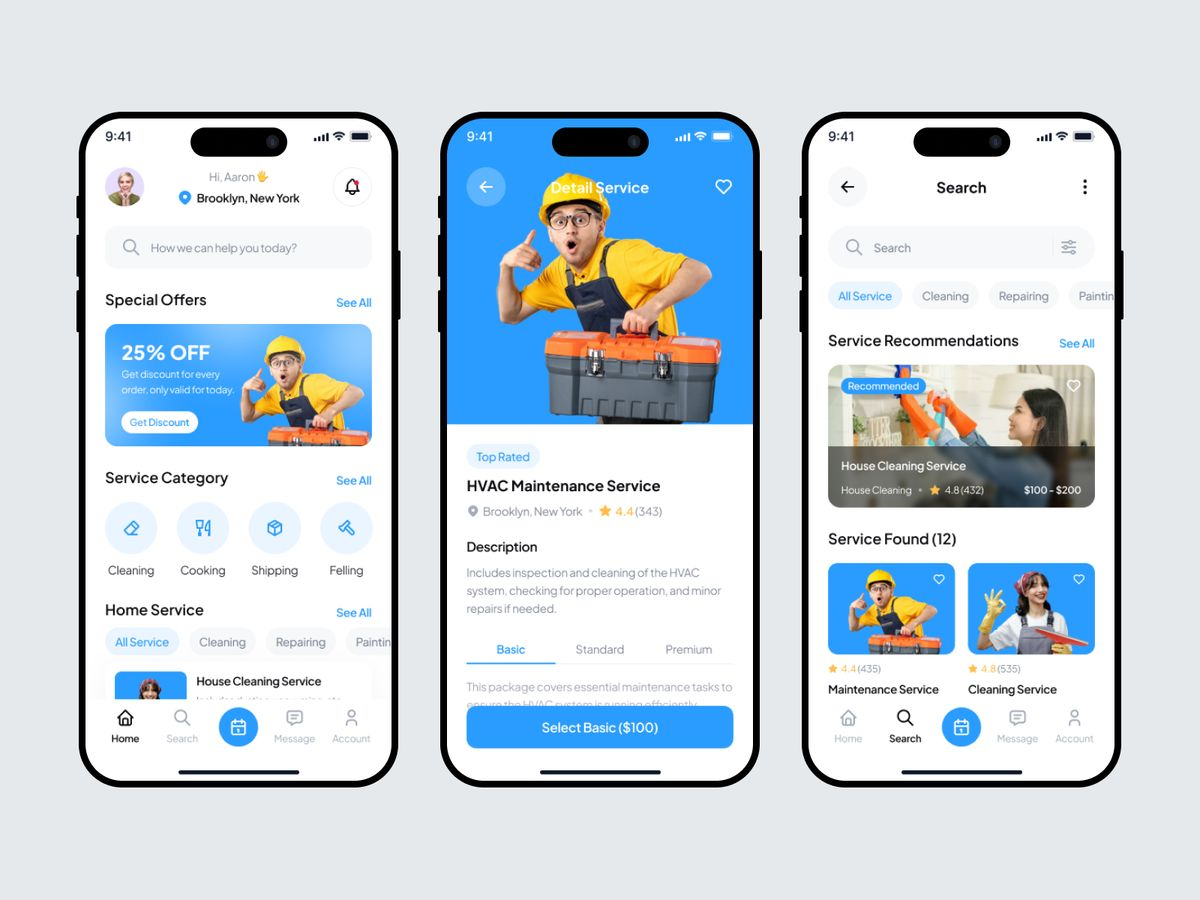 9:41
Hi, Aaron🖐
Brooklyn, New York
How we can help you today?
Special Offers
See All
25% OFF
Get discount for every
order, only valid for today.
Get Discount
Service Category
See All
Cleaning
Cooking
Shipping
Felling
Home Service
See All
All Service
Cleaning
Repairing
Paintin
House Cleaning Service
Home
Search
Message
Account
9:41
Detail Service
Top Rated
HVAC Maintenance Service
Brooklyn, New York • 4.4 (343)
Description
Includes inspection and cleaning of the HVAC
system, checking for proper operation, and minor
repairs if needed.
Basic
Standard
Premium
This package covers essential maintenance tasks to
ensure the HVAC system is running efficiently
Select Basic ($100)
9:41
Search
Search
All Service
Cleaning
Repairing
Paintin
Service Recommendations
See All
Recommended
House Cleaning Service
House Cleaning • 4.8 (432)
$100 - $200
Service Found (12)
4.4 (435)
Maintenance Service
4.8 (535)
Cleaning Service
Home
Search
Message
Account